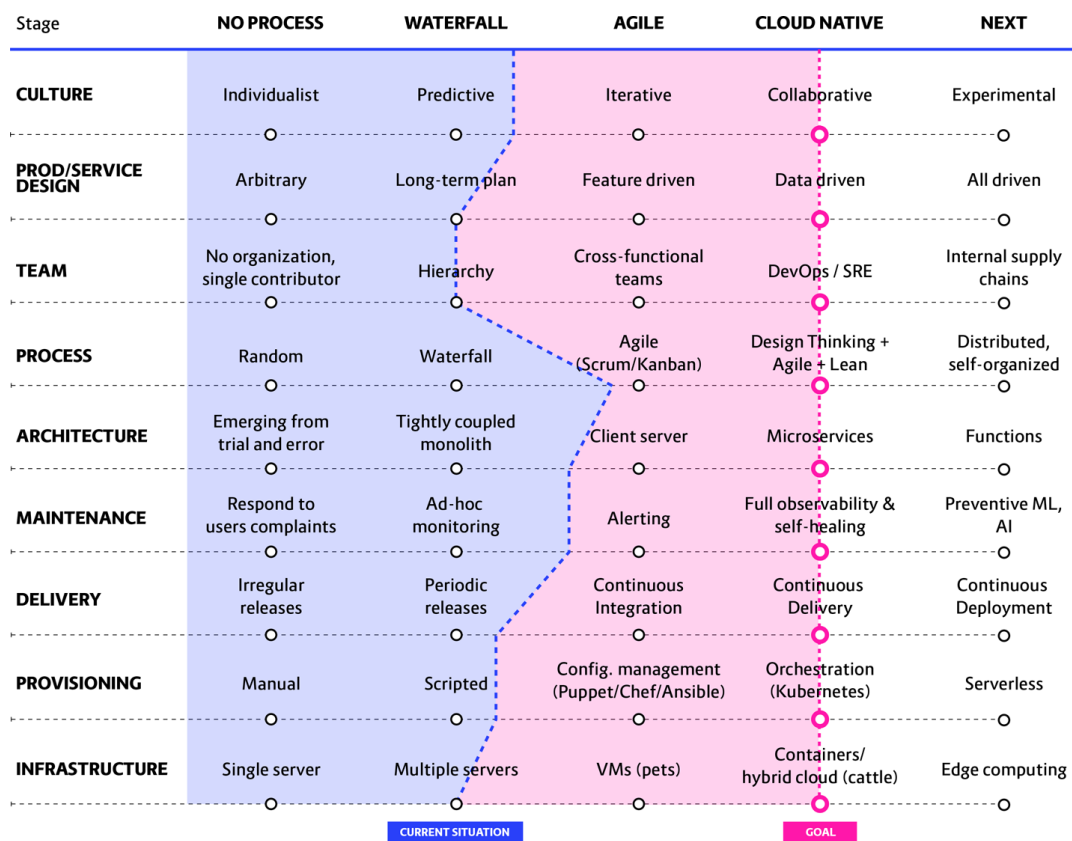 Stage NO PROCESS WATERFALL AGILE CLOUD NATIVE NEXT
CULTURE Individualist Predictive Iterative Collaborative Experimental
PROD/SERVICE
DESIGN Arbitrary Long-term plan Feature driven Data driven All driven
No organization, Cross-functional Internal supply
TEAM Hierarchy DevOps / SRE
single contributor teams chains
Agile Design Thinking + Distributed,
PROCESS Random Waterfall
(Scrum/Kanban) Agile + Lean self-organized
Emerging from Tightly coupled
ARCHITECTURE Client server Microservices Functions
trial and error monolith
Respond to Ad-hoc Full observability & Preventive ML,
MAINTENANCE Alerting
users complaints monitoring self-healing AI
Irregular Periodic Continuous Continuous Continuous
DELIVERY
releases releases Integration Delivery Deployment
Config. management Orchestration
PROVISIONING Manual Scripted Serverless
(Puppet/Chef/Ansible) (Kubernetes)
Containers/
INFRASTRUCTURE Single server Multiple servers VMs (pets) Edge computing
hybrid cloud (cattle)
CURRENT SITUATION GOAL